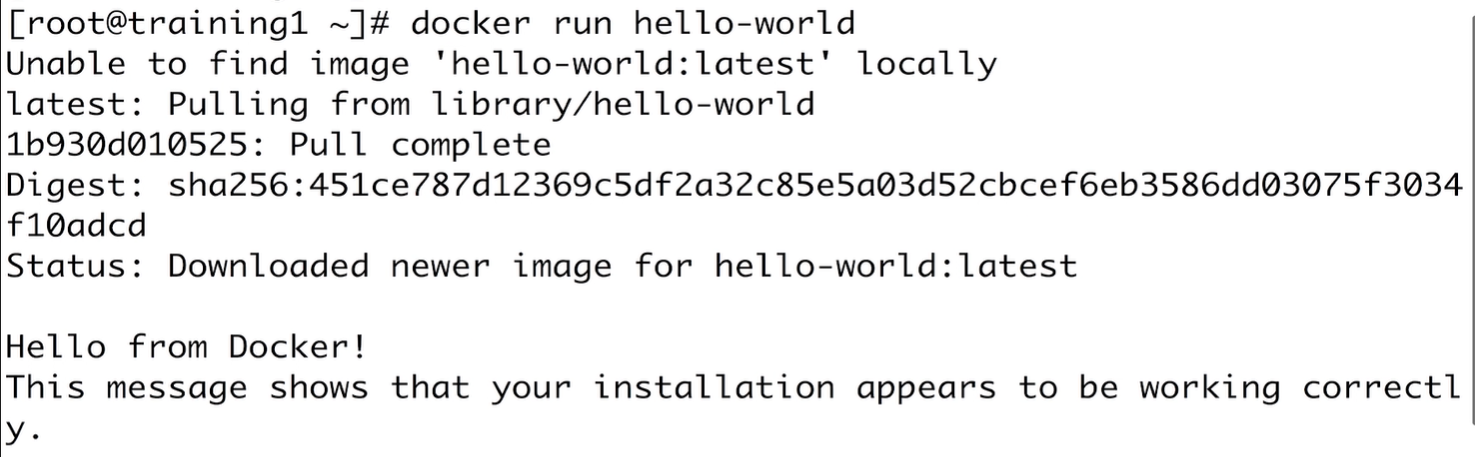 [root@training1 ~]# docker run hello-world
Unable to find image 'hello-world:latest' locally
latest: Pulling from library/hello-world
1b930d010525: Pull complete
Digest: sha256:451ce787d12369c5df2a32c85e5a03d52cbcef6eb3586dd03075f3034
f10adcd
Status: Downloaded newer image for hello-world:latest
Hello from Docker!
This message shows that your installation appears to be working correctl
y.